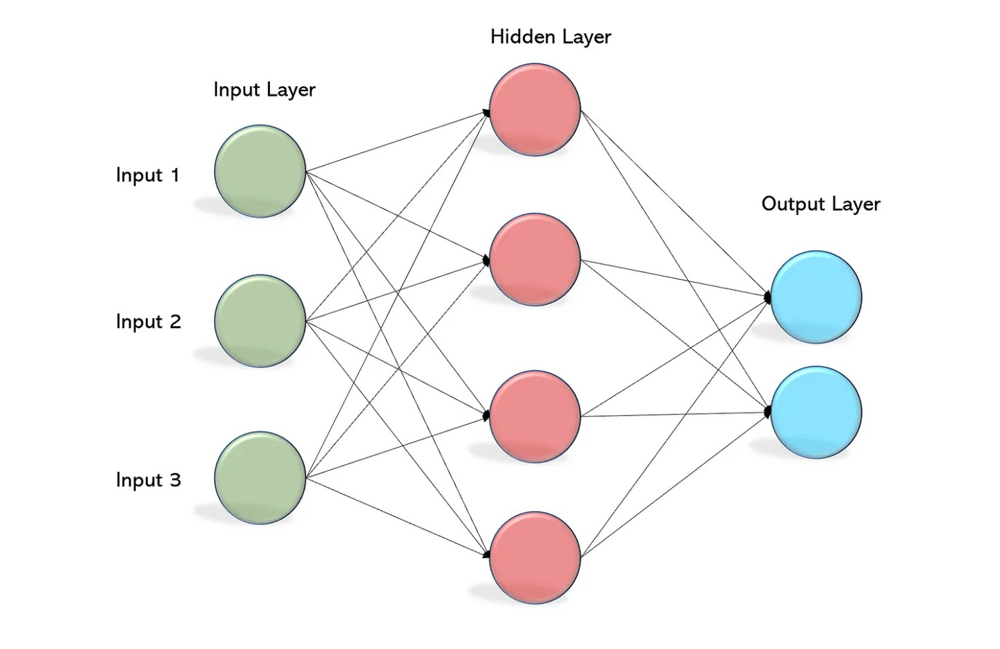 Hidden Layer
Input Layer
Input 1
Output Layer
Input 2
Input 3